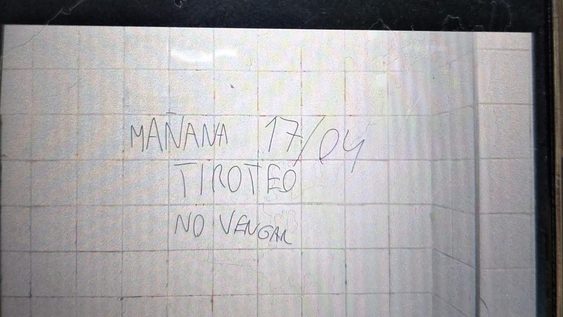 MAÑANA 17/04
TIROTEO
NO VENGAN